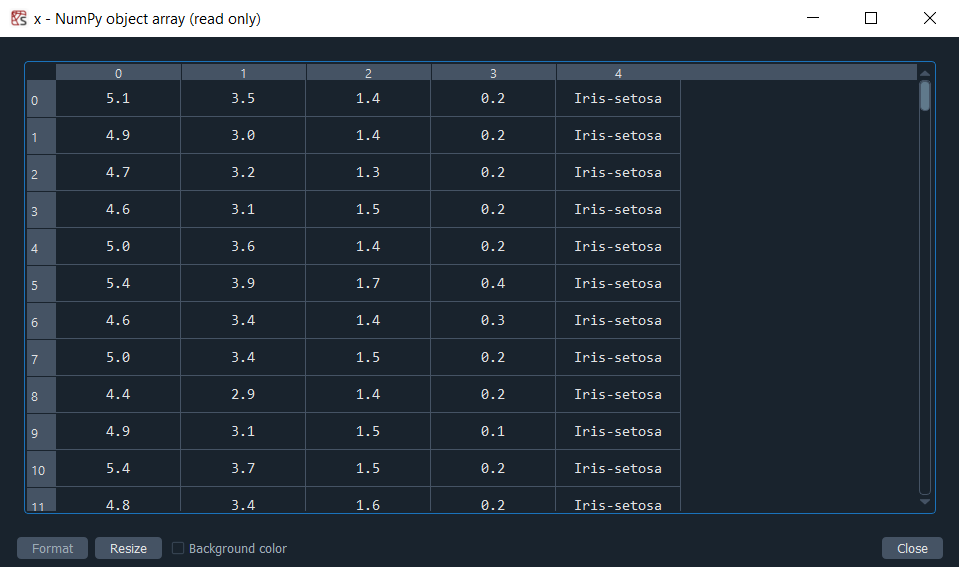 x - NumPy object array (read only)
0 1 2 3 4
0 5.1 3.5 1.4 0.2 Iris-setosa
1 4.9 3.0 1.4 0.2 Iris-setosa
2 4.7 3.2 1.3 0.2 Iris-setosa
3 4.6 3.1 1.5 0.2 Iris-setosa
4 5.0 3.6 1.4 0.2 Iris-setosa
5 5.4 3.9 1.7 0.4 Iris-setosa
6 4.6 3.4 1.4 0.3 Iris-setosa
7 5.0 3.4 1.5 0.2 Iris-setosa
8 4.4 2.9 1.4 0.2 Iris-setosa
9 4.9 3.1 1.5 0.1 Iris-setosa
10 5.4 3.7 1.5 0.2 Iris-setosa
11 4.8 3.4 1.6 0.2 Iris-setosa
Format Resize Background color Close